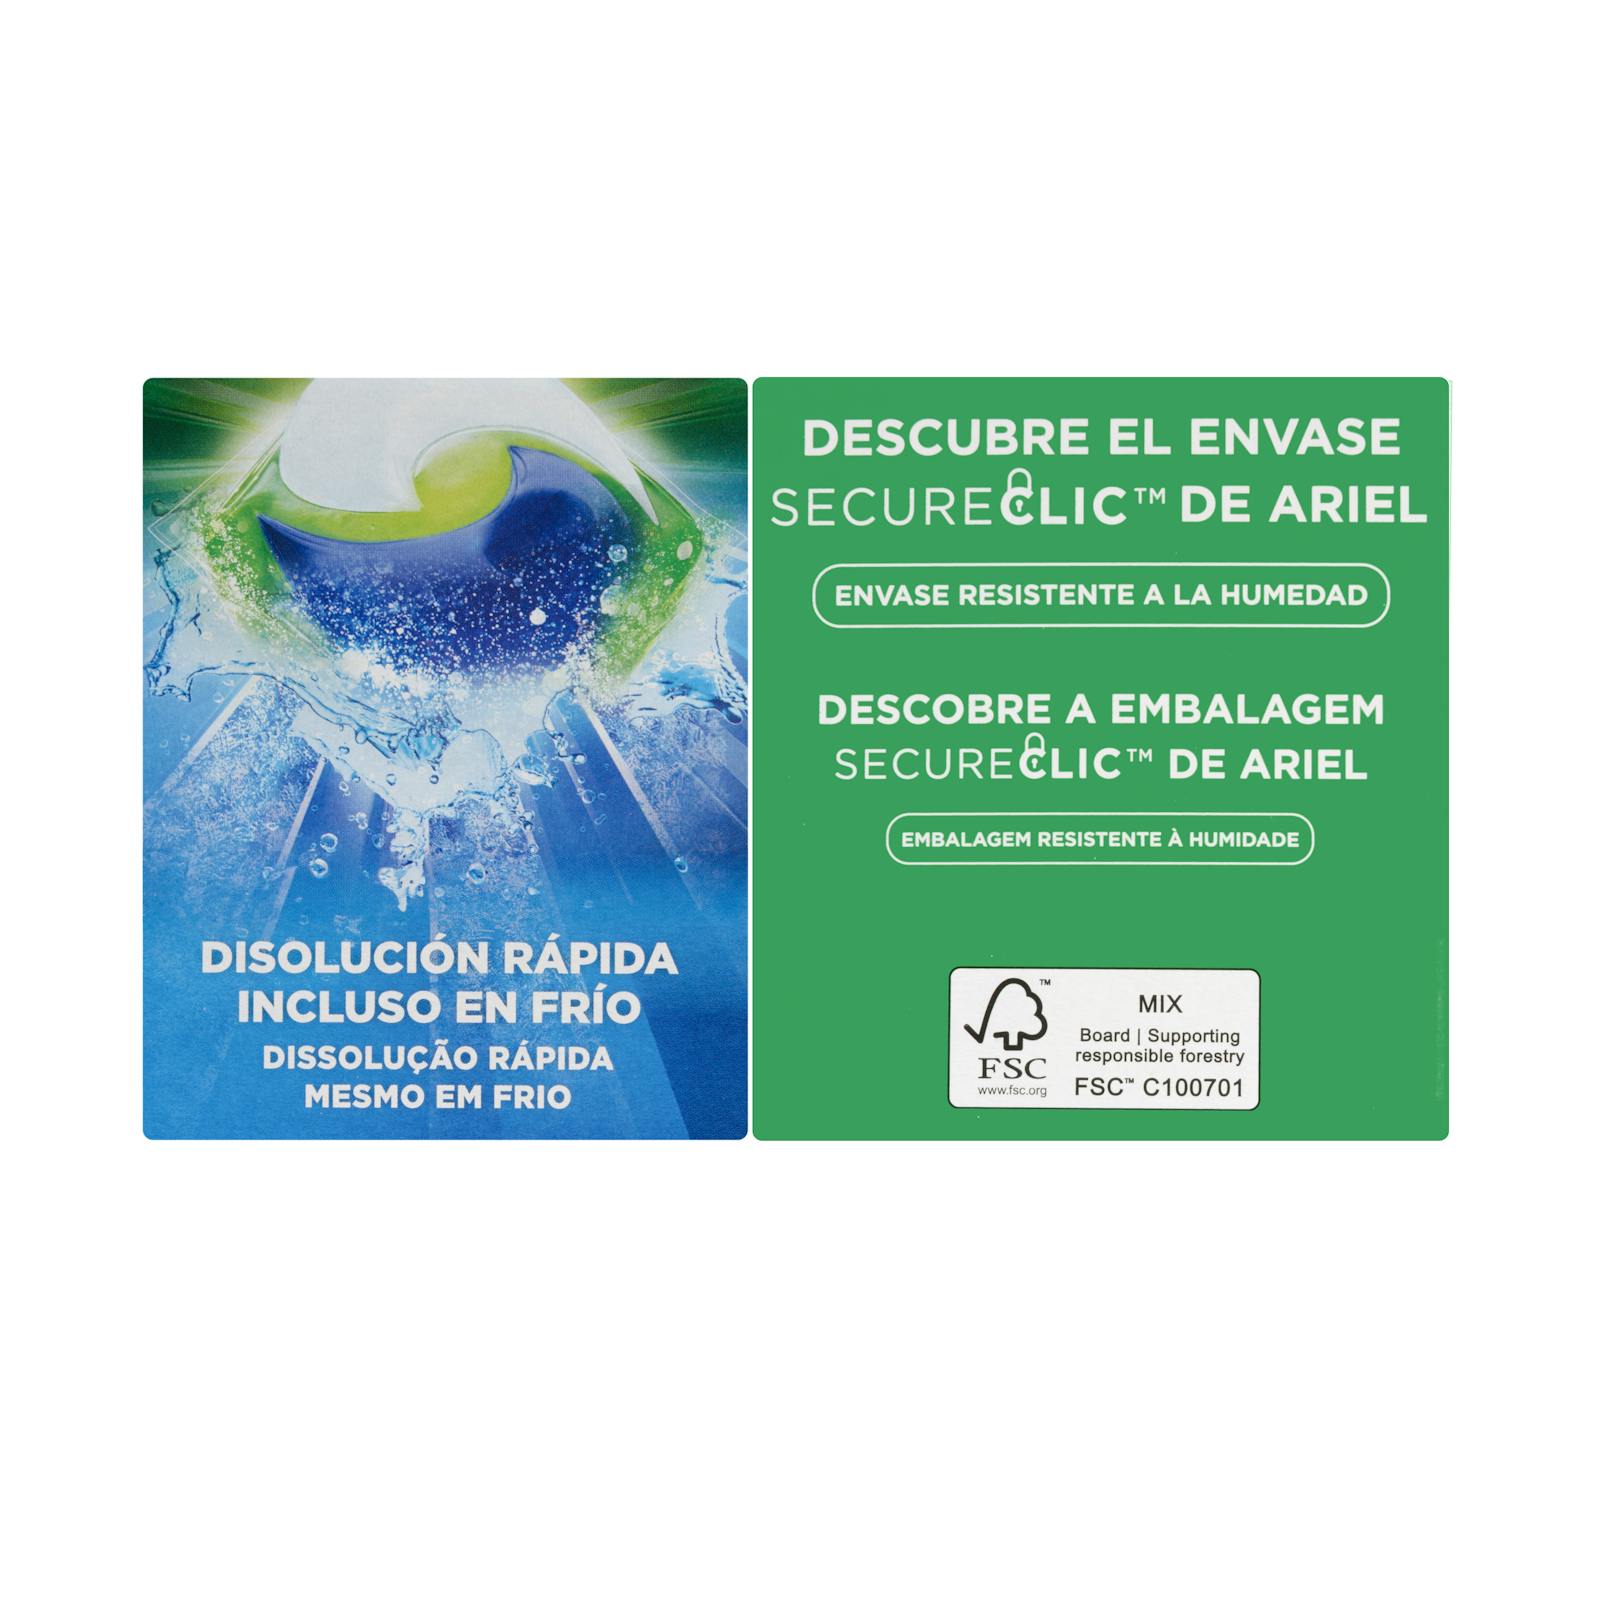 DISOLUCIÓN RÁPIDA
INCLUSO EN FRÍO
DISSOLUÇÃO RÁPIDA
MESMO EM FRIO
DESCUBRE EL ENVASE
SECURECLIC™ DE ARIEL
ENVASE RESISTENTE A LA HUMEDAD
DESCOBRE A EMBALAGEM
SECURECLIC™ DE ARIEL
EMBALAGEM RESISTENTE À HUMIDADE
™
FSC
www.fsc.org
MIX
Board | Supporting
responsible forestry
FSC™ C100701